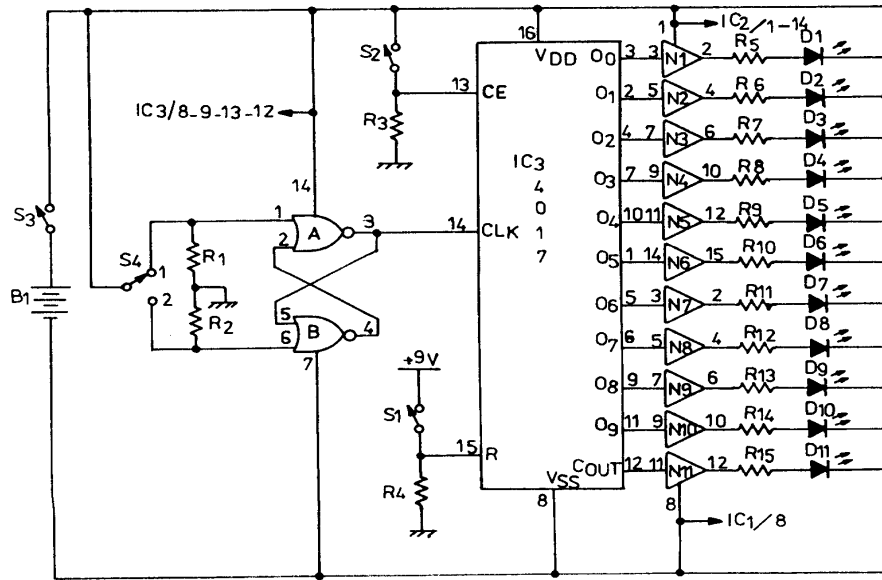 1
IC2/1-14
16
VDD
O0 3 3 N1 2 R5 D1
S2
13 CE
O1 2 5 N2 4 R6 D2
IC3/8-9-13-12
R3
O2 4 7 N3 6 R7 D3
IC3
4
0
1
7
O3 7 9 N4 10 R8 D4
14
S3
1
2
A
3
14 CLK
O4 10 11 N5 12 R9 D5
S4
1
2
R1
O5 1 14 N6 15 R10 D6
B1
R2
O6 5 3 N7 2 R11 D7
5
6
B
4
7
O7 6 5 N8 4 R12 D8
+9V
O8 9 7 N9 6 R13 D9
S1
O9 11 9 N10 10 R14 D10
15 R
COUT 12 11 N11 12 R15 D11
R4
VSS
8
8
IC1/8